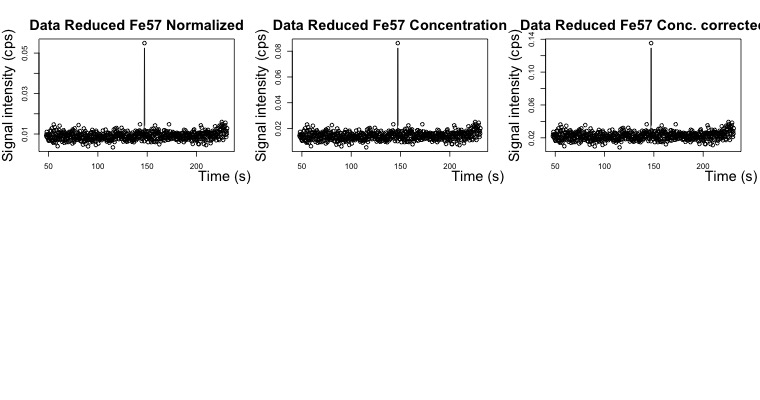 Data Reduced Fe57 Normalized
Signal intensity (cps)
0.01
0.03
0.05
50
100
150
200
Time (s)
Data Reduced Fe57 Concentration
Signal intensity (cps)
0.02
0.04
0.06
0.08
50
100
150
200
Time (s)
Data Reduced Fe57 Conc. corrected
Signal intensity (cps)
0.02
0.06
0.10
0.14
50
100
150
200
Time (s)